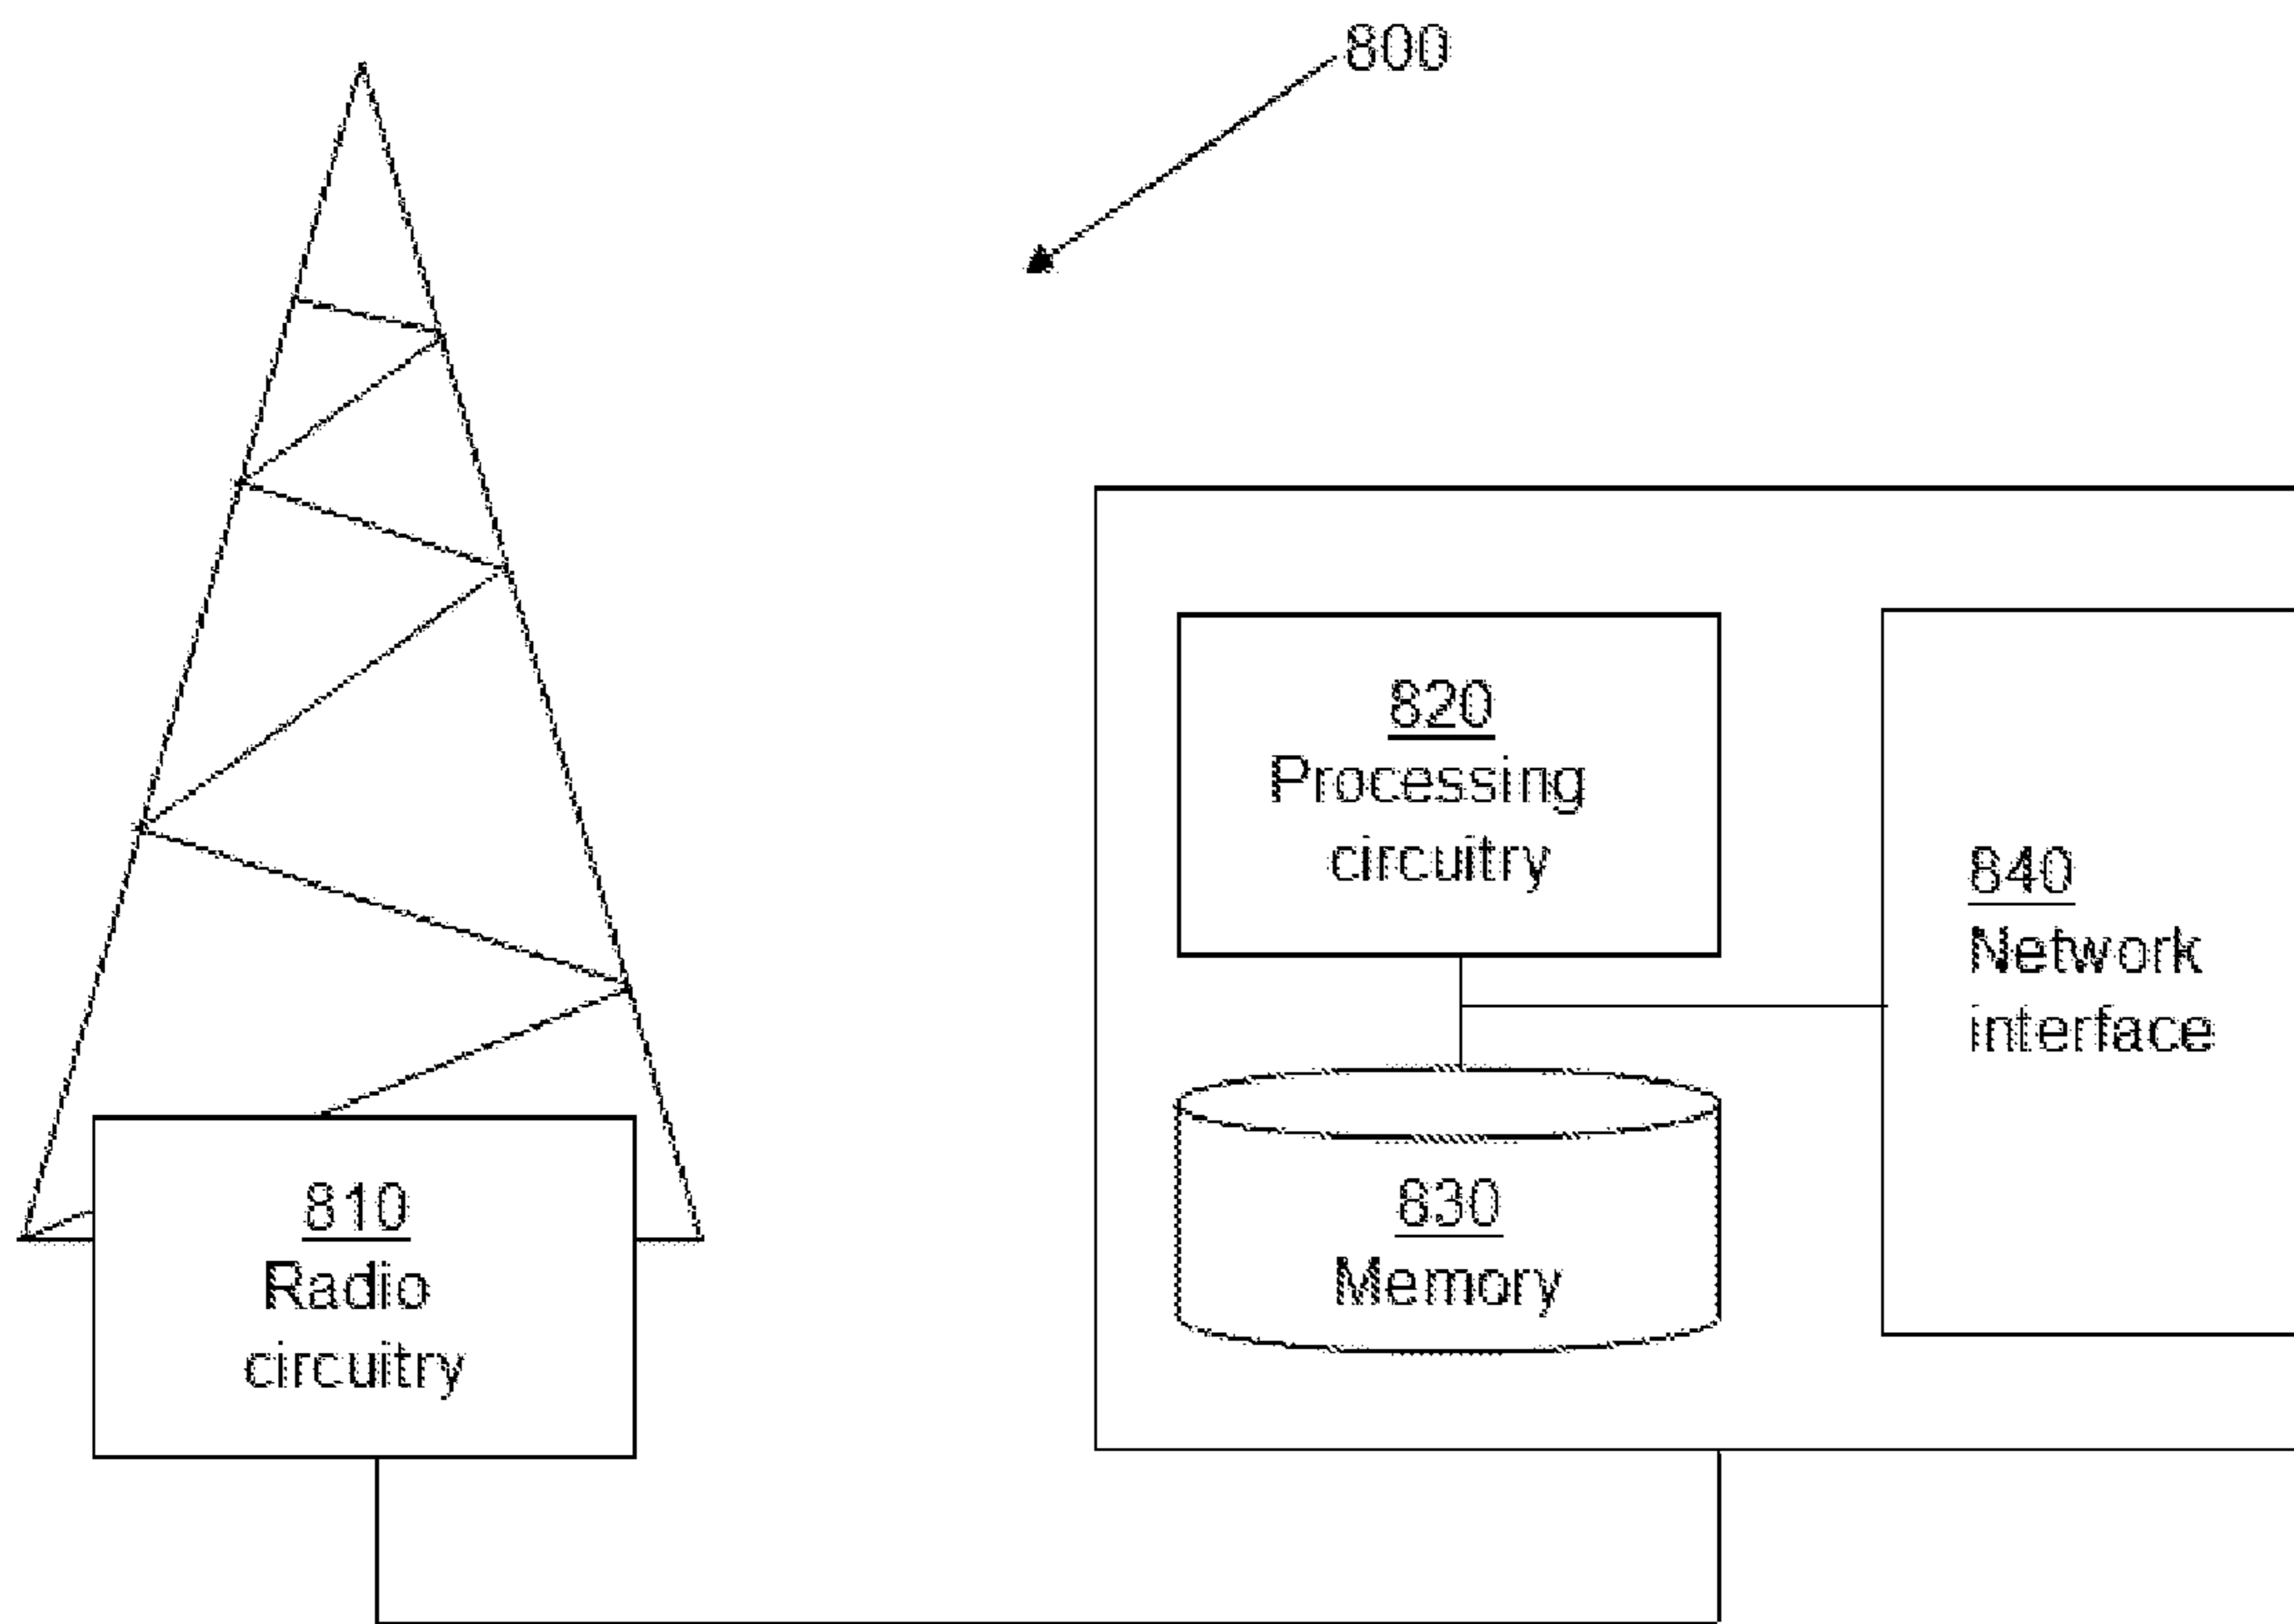 800
820
Processing
circuitry
840
Network
interface
830
Memory
810
Radio
circuitry